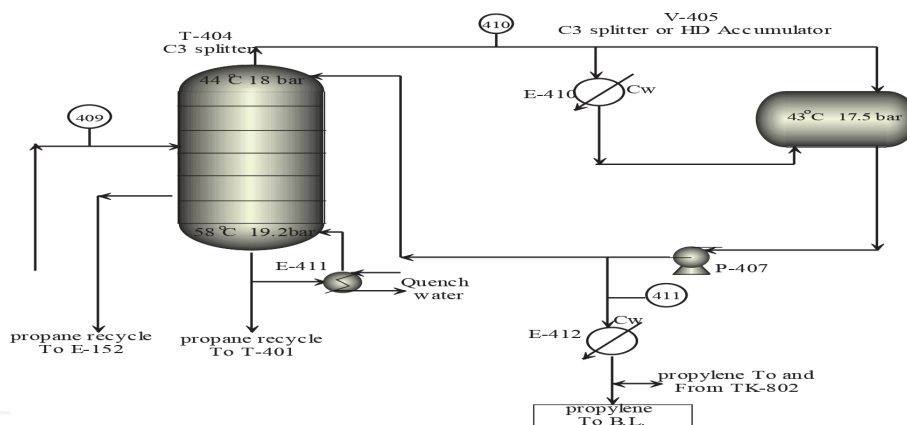 V-405
C3 splitter or HD Accumulator
410
T-404
C3 splitter
44 °C 18 bar
E-410
Cw
43°C 17.5 bar
409
58 °C 19.2bar
E-411
Quench
water
P-407
411
Cw
E-412
propane recycle
To E-152
propane recycle
To T-401
propylene To and
From TK-802
propylene
To B.L.